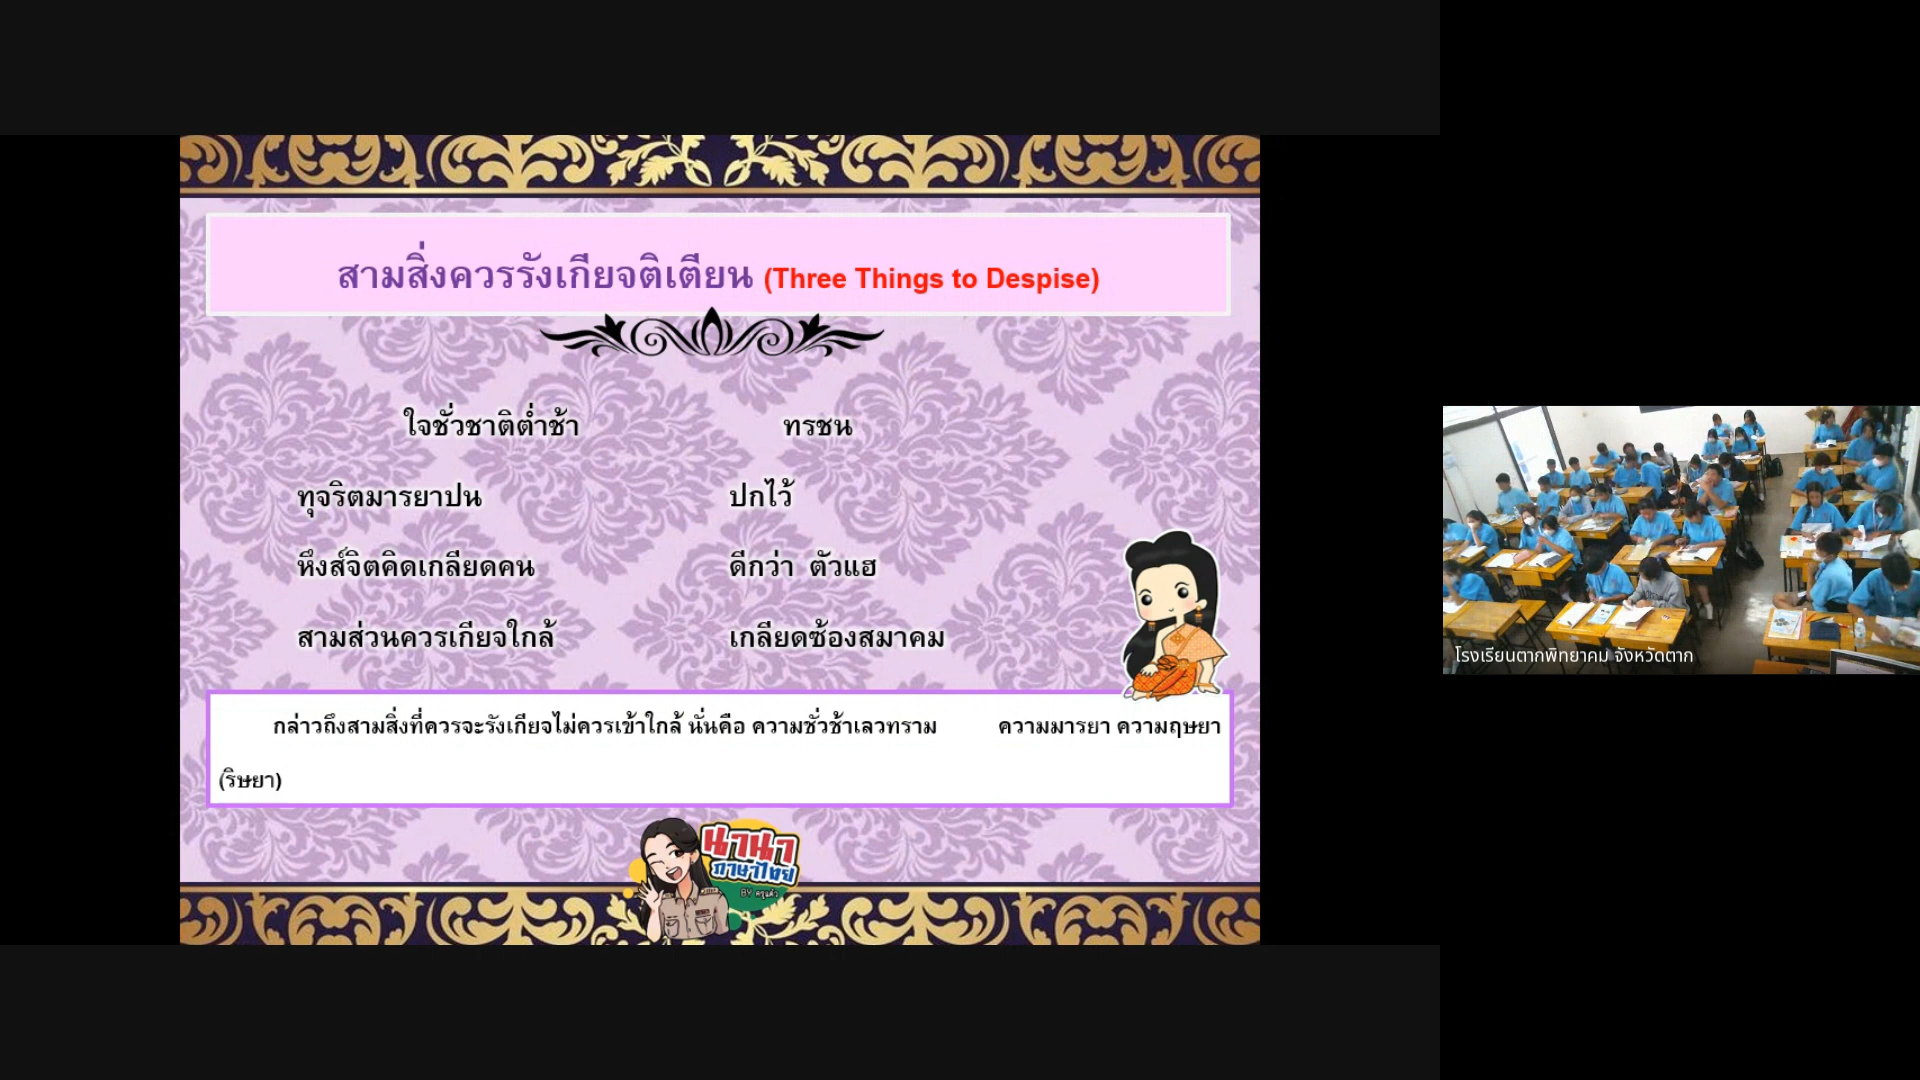 สามสิ่งควรรังเกียจติเตียน (Three Things to Despise)
ใจชั่วชาติต่ำช้า ทรชน
ทุจริตมารยาปน ปกไว้
หึงส์จิตคิดเกลียดคน ดีกว่า ตัวแฮ
สามส่วนควรเกียจใกล้ เกลียดซ้องสมาคม
กล่าวถึงสามสิ่งที่ควรจะรังเกียจไม่ควรเข้าใกล้ นั่นคือ ความชั่วช้าเลวทราม ความมารยา ความฤษยา
(ริษยา)
นานา
ภาษาไทย
BY ครูแต๋ว
โรงเรียนตากพิทยาคม จังหวัดตาก